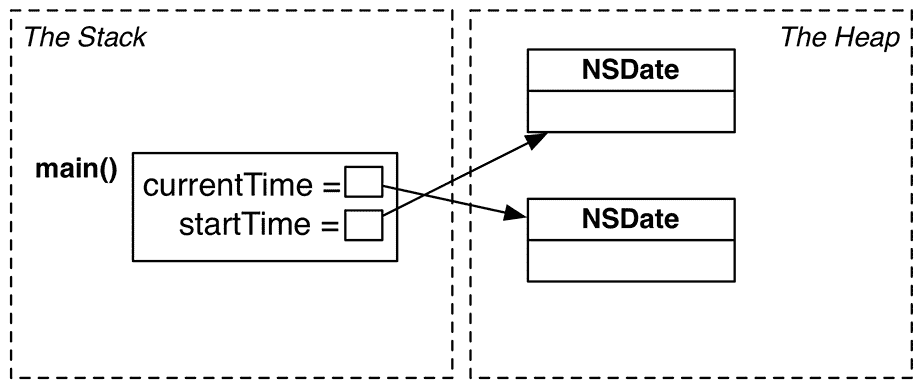 The Stack
The Heap
NSDate
main()
currentTime =
startTime =
NSDate